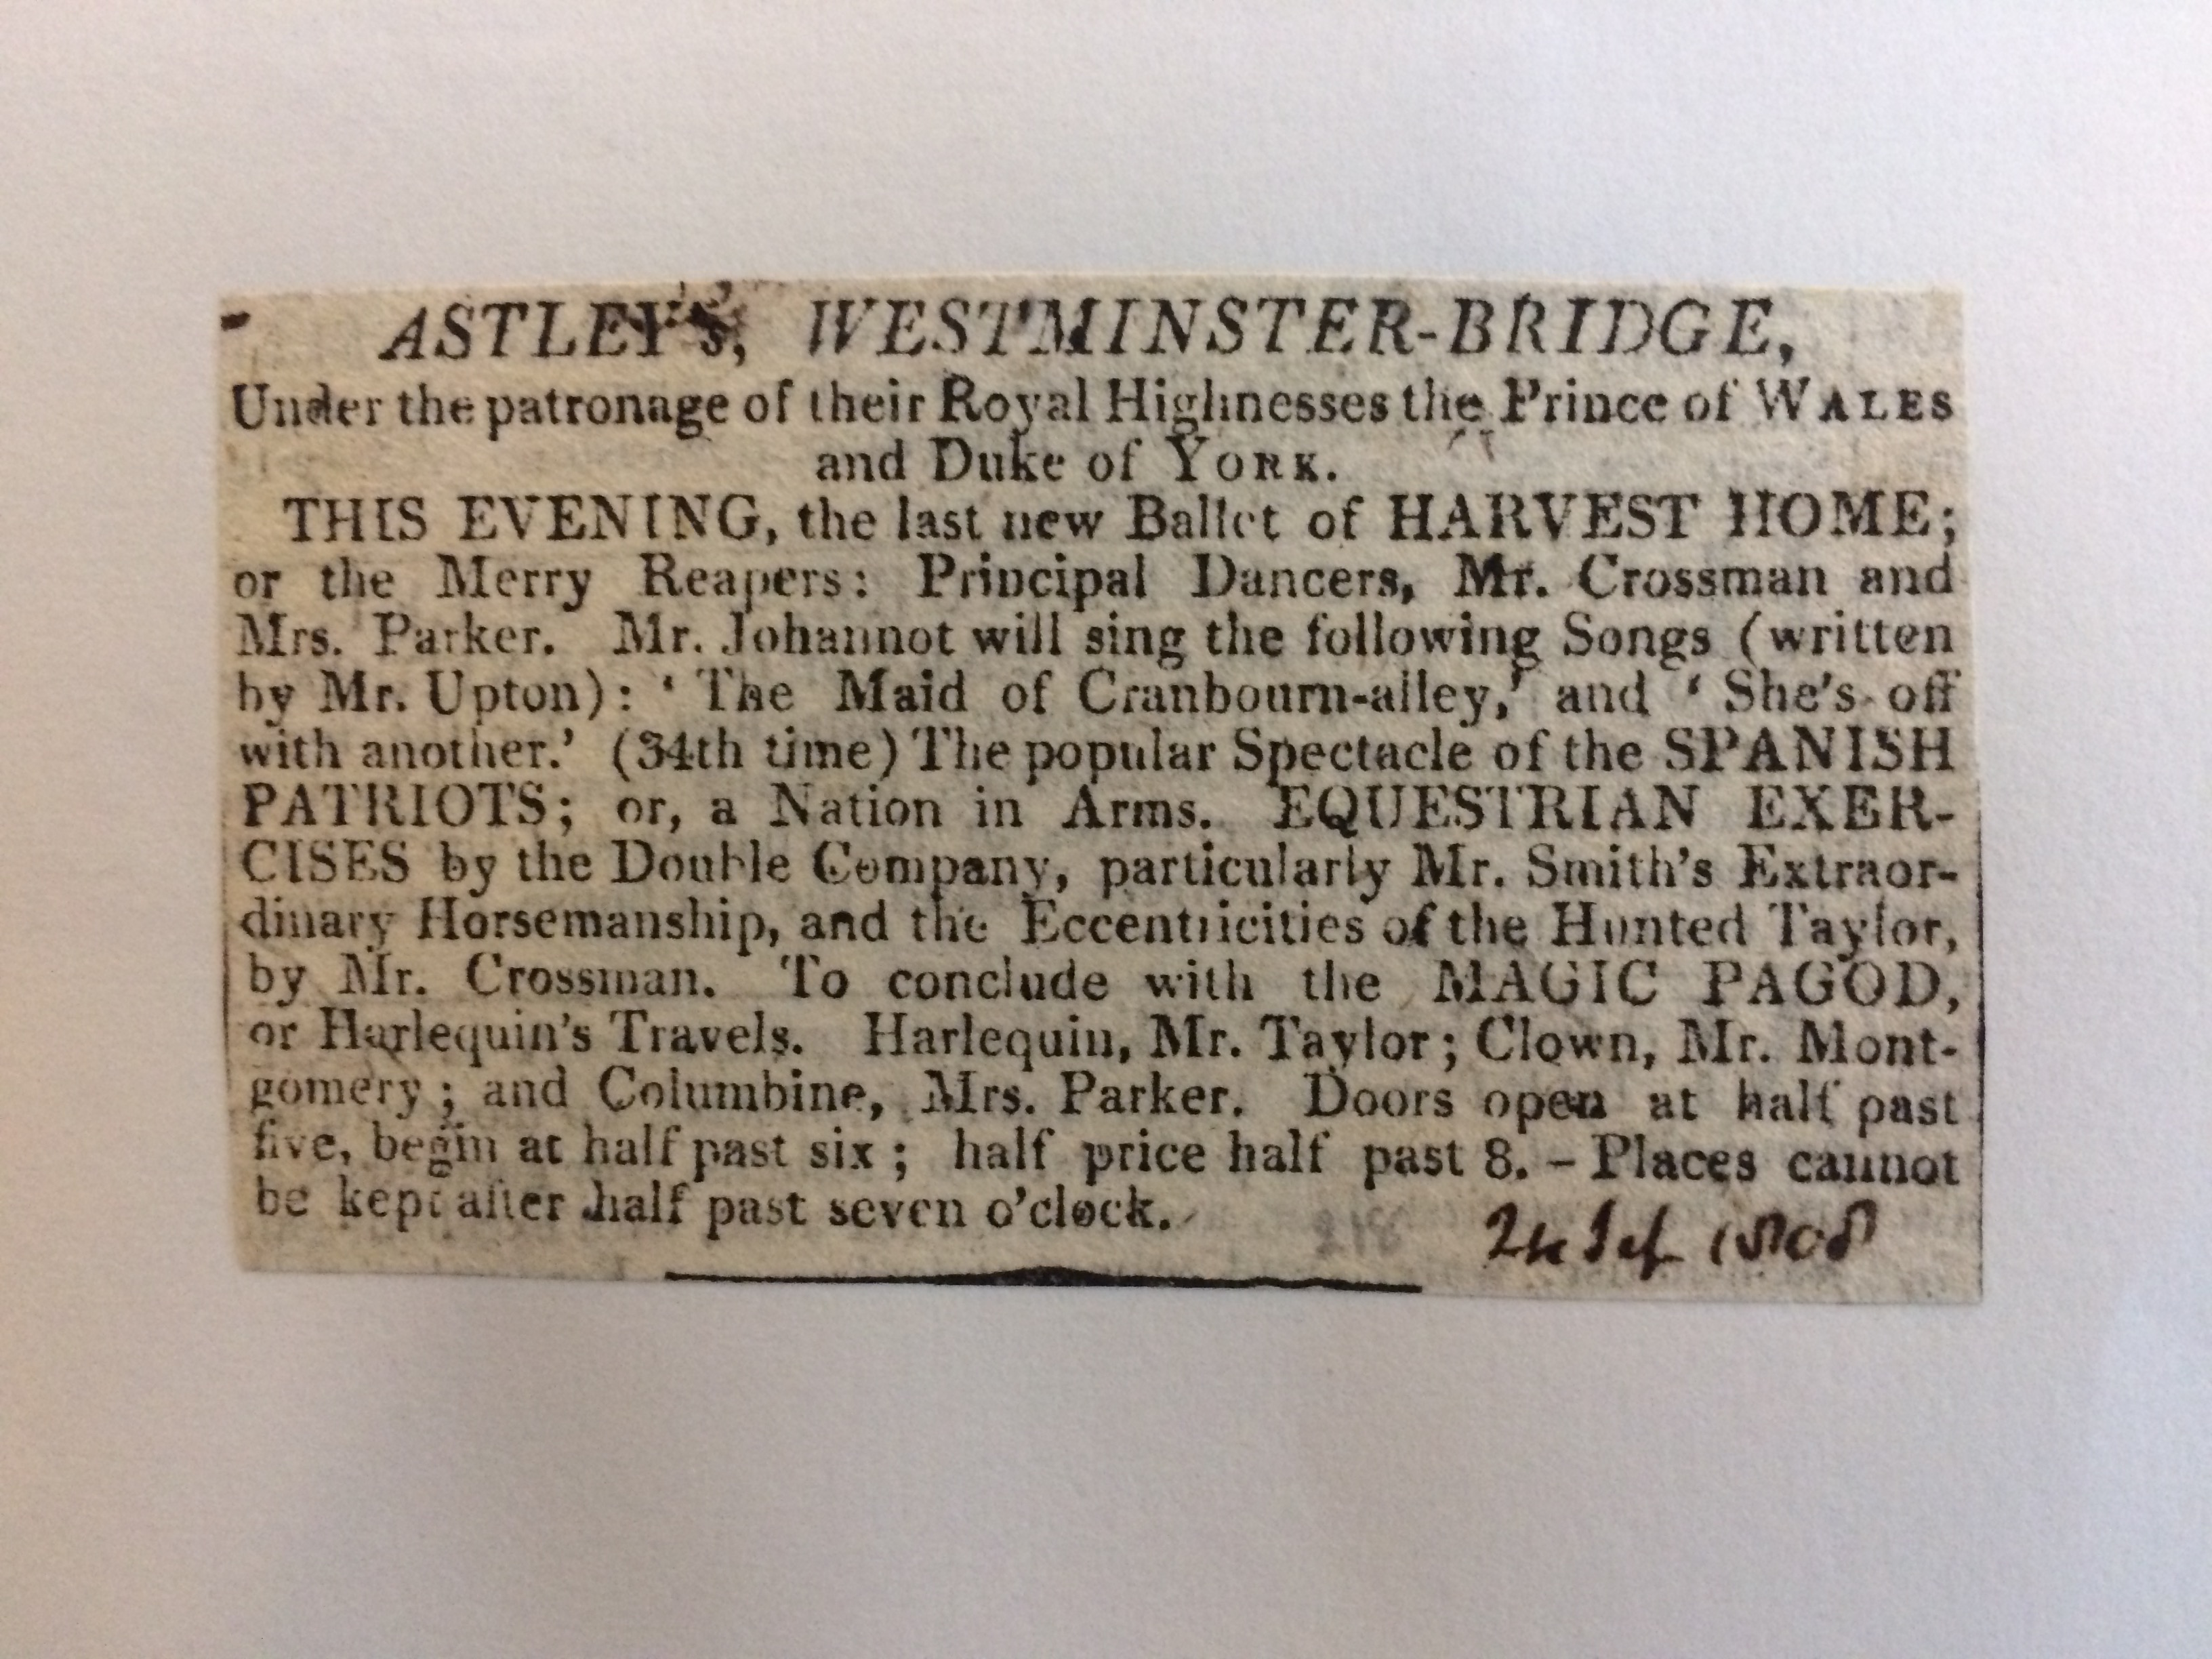 ASTLEY'S, WESTMINSTER-BRIDGE,
Under the patronage of their Royal Highnesses the Prince of WALES
and Duke of YORK.
THIS EVENING, the last new Ballet of HARVEST HOME;
or the Merry Reapers: Principal Dancers, Mr. Crossman and
Mrs. Parker. Mr. Johannot will sing the following Songs (written
by Mr. Upton): ‘ The Maid of Cranbourn-alley,’ and ‘ She's off
with another.’ (34th time) The popular Spectacle of the SPANISH
PATRIOTS; or, a Nation in Arms. EQUESTRIAN EXER-
CISES by the Double Company, particularly Mr. Smith's Extraor-
dinary Horsemanship, and the Eccentricities of the Hunted Taylor,
by Mr. Crossman. To conclude with the MAGIC PAGOD,
or Harlequin's Travels. Harlequin, Mr. Taylor; Clown, Mr. Mont-
gomery; and Columbine, Mrs. Parker. Doors open at half past
five, begin at half past six; half price half past 8. – Places cannot
be kept after half past seven o'clock.
24 Sep 1808